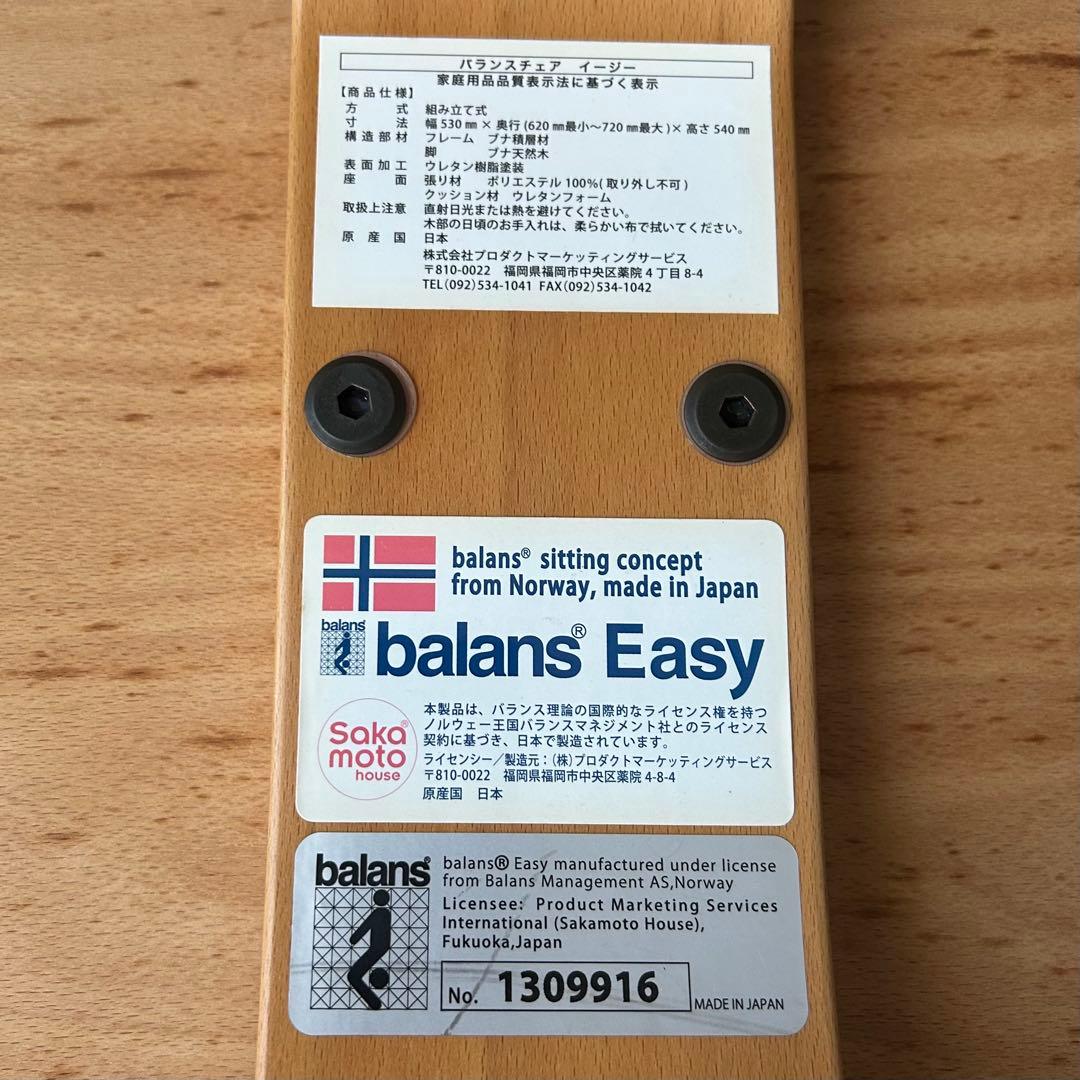 バランスチェア イージー
家庭用品品質表示法に基づく表示
【商品仕様】
方 式 組み立て式
寸 法 幅 530 ㎜ × 奥行 (620 ㎜最小〜720 ㎜最大) × 高さ 540 ㎜
構造部材 フレーム ブナ積層材
脚 ブナ天然木
表面加工 ウレタン樹脂塗装
座 面 張り材 ポリエステル 100%( 取り外し不可 )
クッション材 ウレタンフォーム
取扱上注意 直射日光または熱を避けてください。
木部の日頃のお手入れは、柔らかい布で拭いてください。
原 産 国 日本
株式会社プロダクトマーケッティングサービス
〒810-0022 福岡県福岡市中央区薬院 4 丁目 8-4
TEL(092)534-1041 FAX(092)534-1042
balans® sitting concept
from Norway, made in Japan
balans®
balans® Easy
Saka®
moto
house
本製品は、バランス理論の国際的なライセンス権を持つ
ノルウェー王国バランスマネジメント社とのライセンス
契約に基づき、日本で製造されています。
ライセンシー／製造元：(株)プロダクトマーケッティングサービス
〒810-0022 福岡県福岡市中央区薬院 4-8-4
原産国 日本
balans®
balans® Easy manufactured under license
from Balans Management AS,Norway
Licensee: Product Marketing Services
International (Sakamoto House),
Fukuoka,Japan
No. 1309916
MADE IN JAPAN